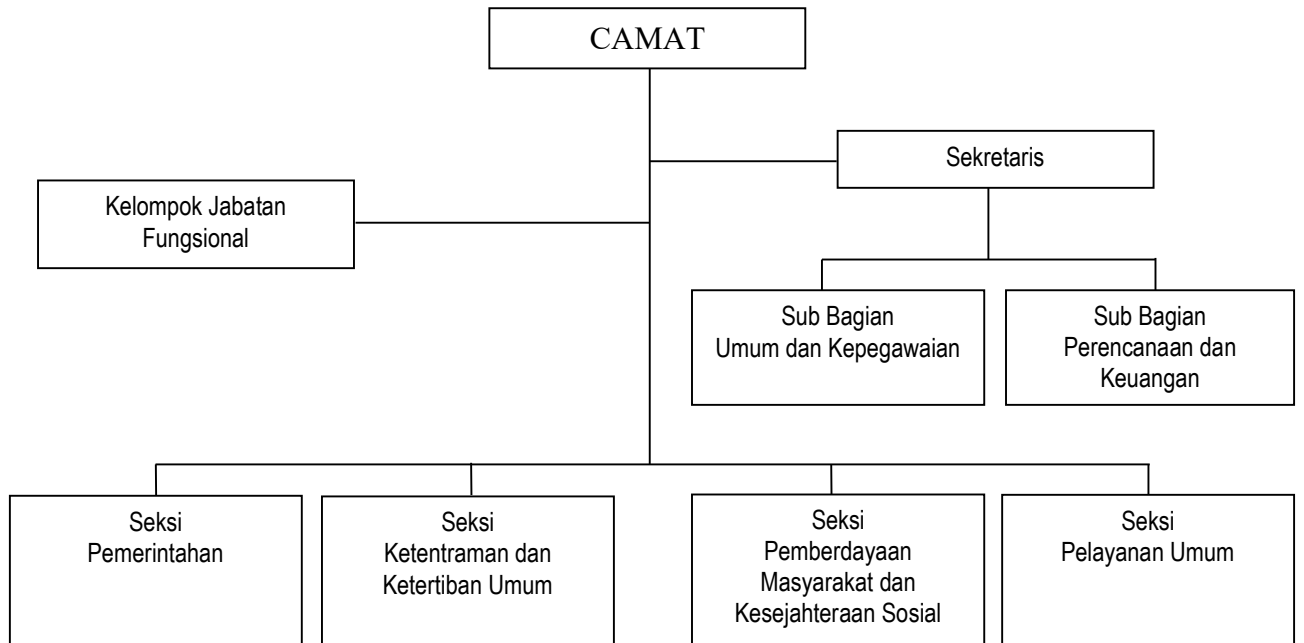 CAMAT
Sekretaris
Kelompok Jabatan
Fungsional
Sub Bagian
Umum dan Kepegawaian
Sub Bagian
Perencanaan dan
Keuangan
Seksi
Pemerintahan
Seksi
Ketentraman dan
Ketertiban Umum
Seksi
Pemberdayaan
Masyarakat dan
Kesejahteraan Sosial
Seksi
Pelayanan Umum